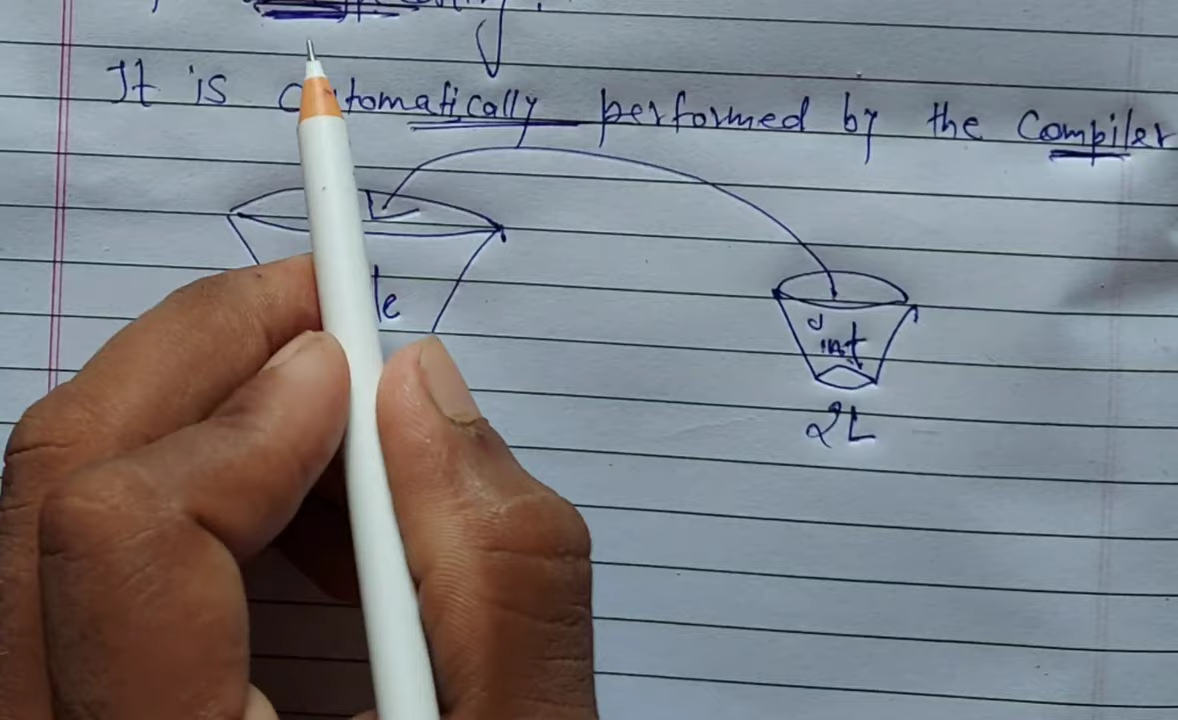 It is automatically performed by the Compiler
int
2L